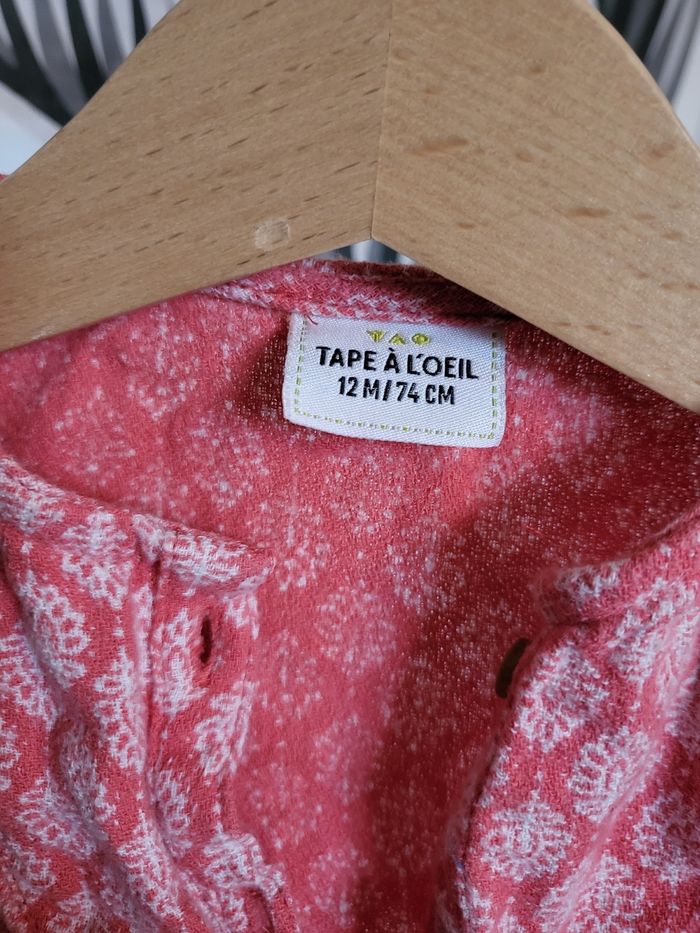 TAO
TAPE À L'OEIL
12 M/74 CM